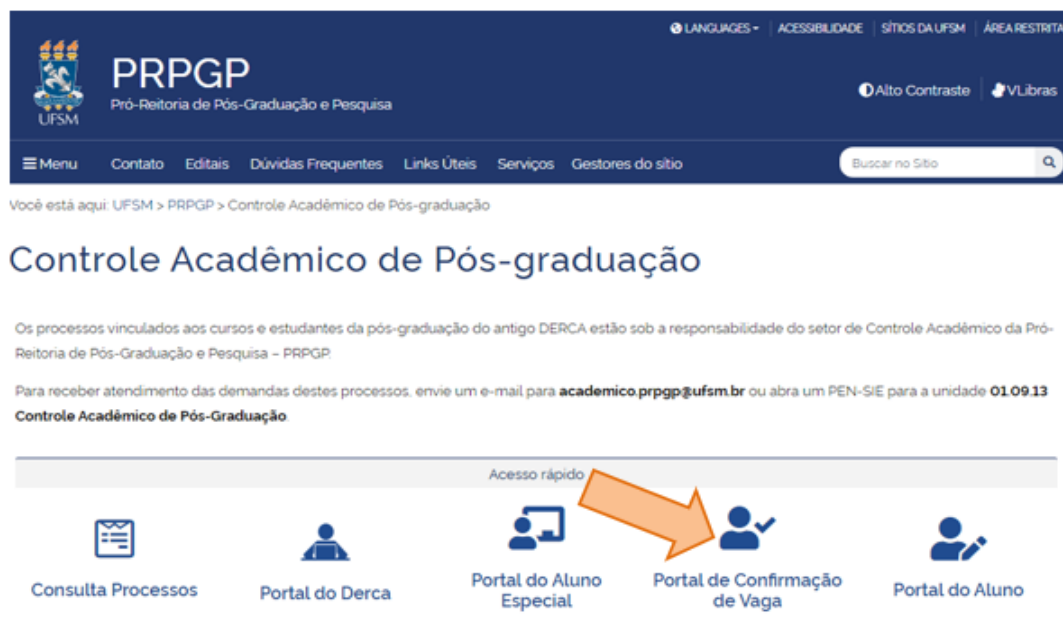 LANGUAGES ACESSIBILIDADE SÍTIOS DA UFSM ÁREA RESTRITA
UFSM
PRPGP
Pró-Reitoria de Pós-Graduação e Pesquisa
Alto Contraste VLibras
Menu Contato Editais Dúvidas Frequentes Links Úteis Serviços Gestores do sítio Buscar no Sítio
Você está aqui: UFSM > PRPGP > Controle Acadêmico de Pós-graduação
Controle Acadêmico de Pós-graduação
Os processos vinculados aos cursos e estudantes da pós-graduação do antigo DERCA estão sob a responsabilidade do setor de Controle Acadêmico da Pró-
Reitoria de Pós-Graduação e Pesquisa – PRPGP.
Para receber atendimento das demandas destes processos, envie um e-mail para academico.prpgp@ufsm.br ou abra um PEN-SIE para a unidade 01.09.13
Controle Acadêmico de Pós-Graduação.
Acesso rápido
Consulta Processos
Portal do Derca
Portal do Aluno
Especial
Portal de Confirmação
de Vaga
Portal do Aluno